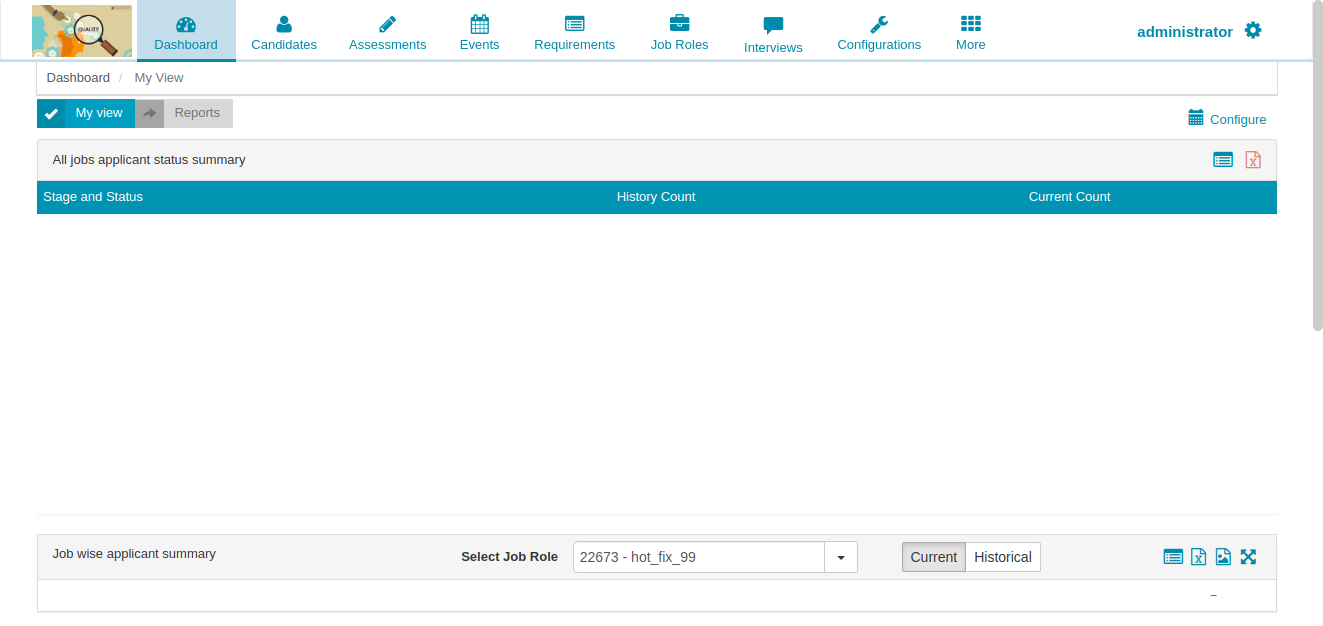 QUALITY
Dashboard
Candidates
Assessments
Events
Requirements
Job Roles
Interviews
Configurations
More
administrator
Dashboard / My View
My view
Reports
Configure
All jobs applicant status summary
Stage and Status History Count Current Count
Job wise applicant summary
Select Job Role
22673 - hot_fix_99
Current
Historical